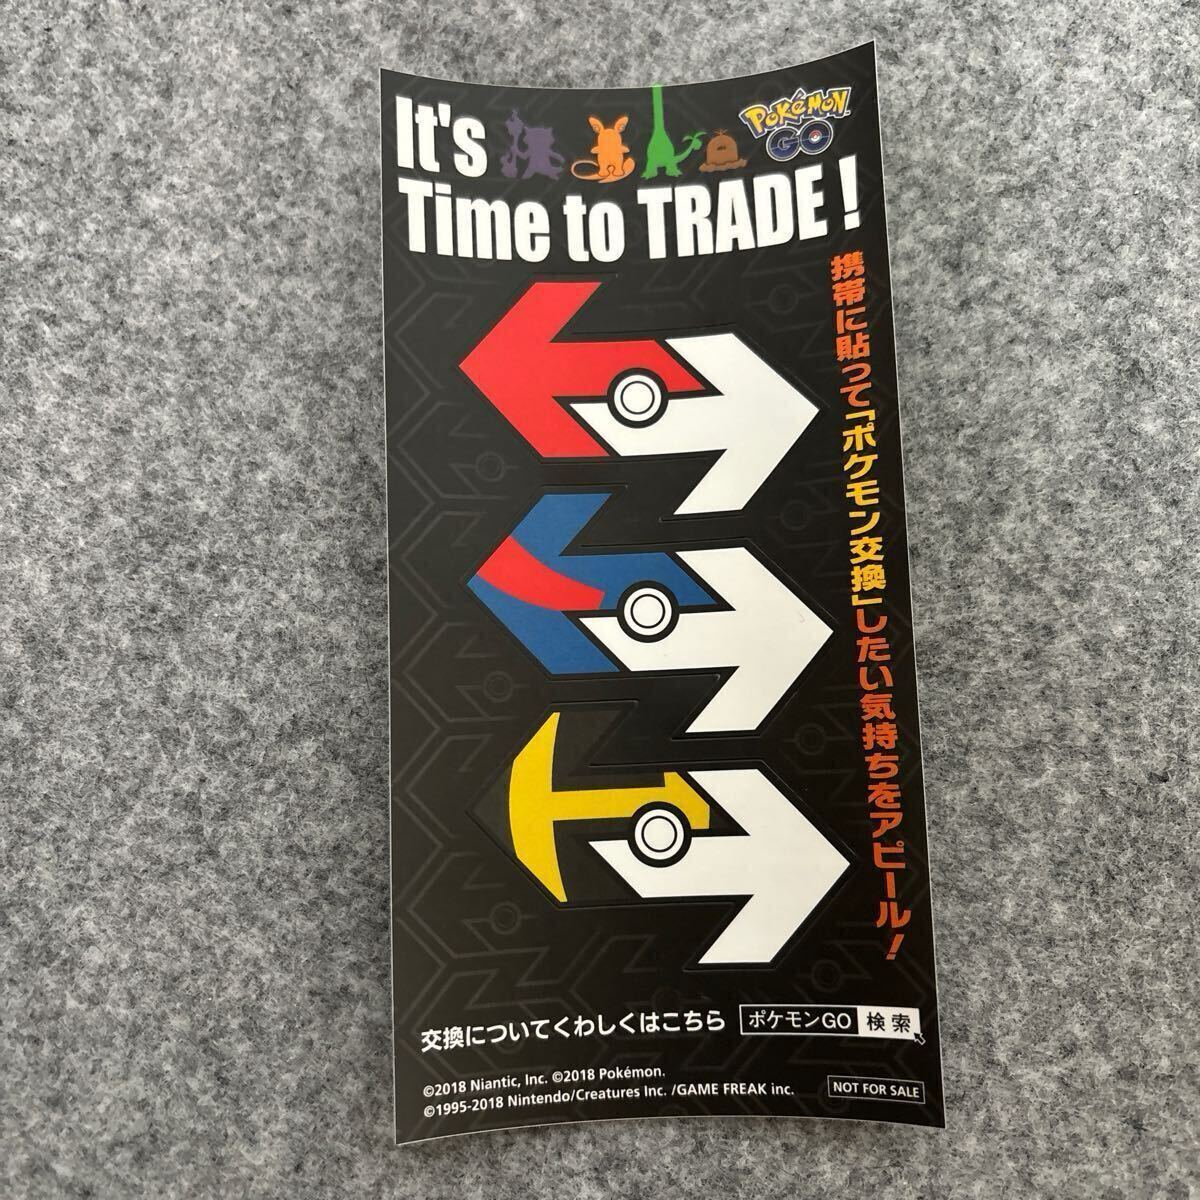 It's
POKÉMON
GO
Time to TRADE !
携帯に貼って「ポケモン交換」したい気持ちをアピール！
交換についてくわしくはこちら ポケモンGO 検索
©2018 Niantic, Inc. ©2018 Pokémon.
©1995-2018 Nintendo/Creatures Inc. /GAME FREAK inc.
NOT FOR SALE